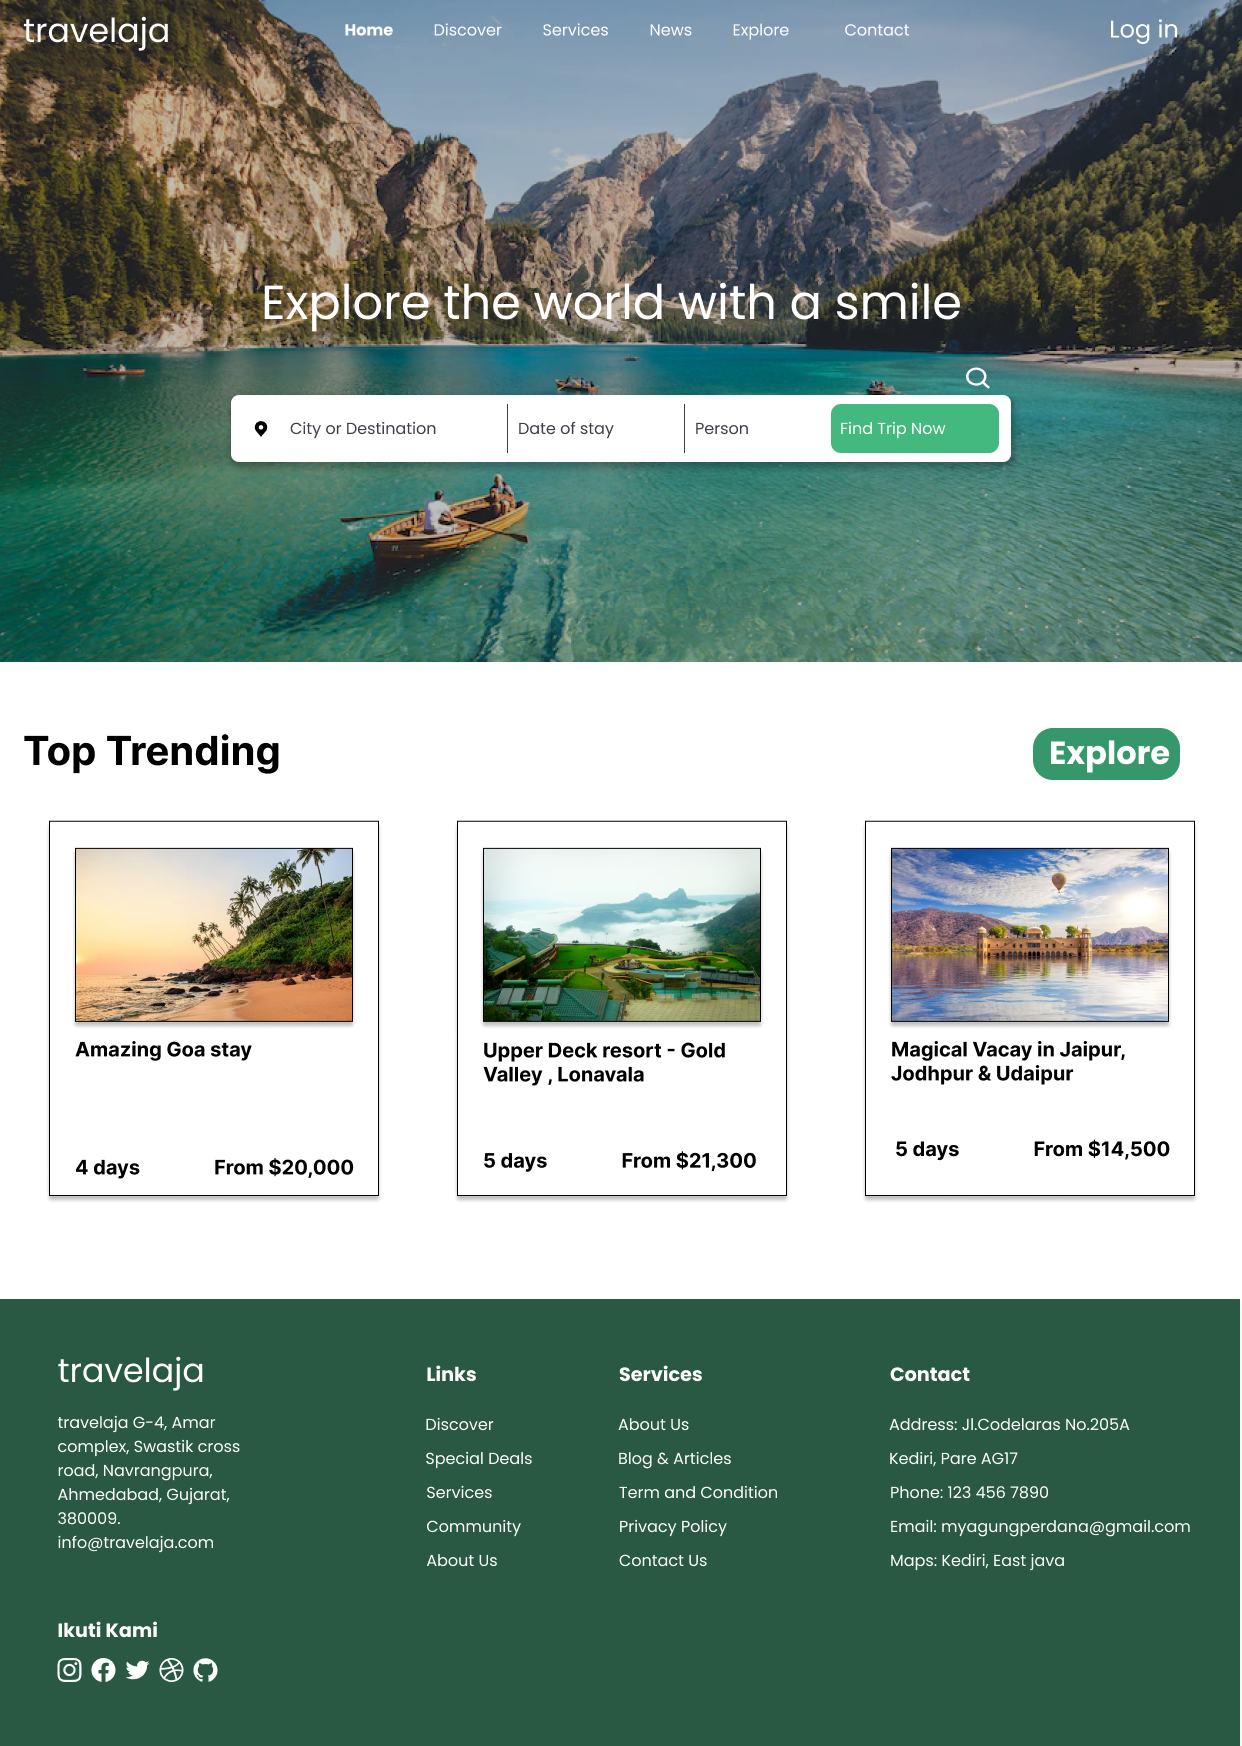 travelaja
Home Discover Services News Explore Contact
Log in
Explore the world with a smile
City or Destination
Date of stay
Person
Find Trip Now
Top Trending
Explore
Amazing Goa stay
4 days From $20,000
Upper Deck resort - Gold
Valley , Lonavala
5 days From $21,300
Magical Vacay in Jaipur,
Jodhpur & Udaipur
5 days From $14,500
travelaja
travelaja G-4, Amar
complex, Swastik cross
road, Navrangpura,
Ahmedabad, Gujarat,
380009.
info@travelaja.com
Ikuti Kami
Links
Discover
Special Deals
Services
Community
About Us
Services
About Us
Blog & Articles
Term and Condition
Privacy Policy
Contact Us
Contact
Address: Jl.Codelaras No.205A
Kediri, Pare AG17
Phone: 123 456 7890
Email: myagungperdana@gmail.com
Maps: Kediri, East java